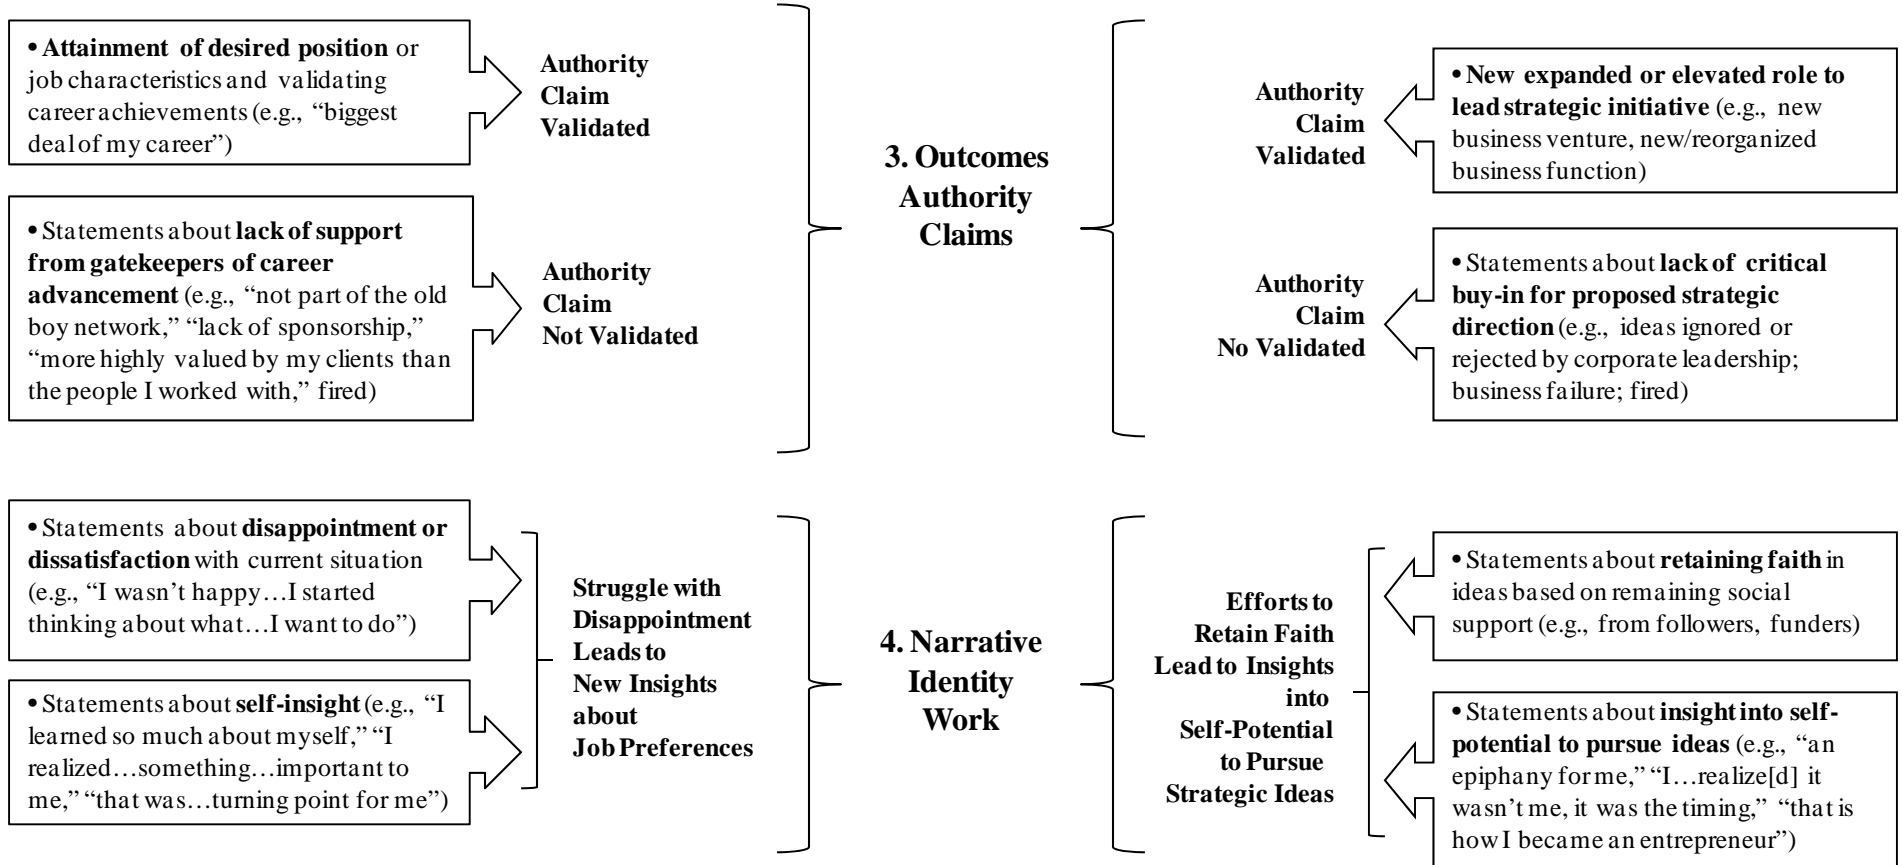 • Attainment of desired position or
job characteristics and validating
career achievements (e.g., “biggest
deal of my career”)
Authority
Claim
Validated
• Statements about lack of support
from gatekeepers of career
advancement (e.g., “not part of the old
boy network,” “lack of sponsorship,”
“more highly valued by my clients than
the people I worked with,” fired)
Authority
Claim
Not Validated
3. Outcomes
Authority
Claims
Authority
Claim
Validated
• New expanded or elevated role to
lead strategic initiative (e.g., new
business venture, new/reorganized
business function)
Authority
Claim
No Validated
• Statements about lack of critical
buy-in for proposed strategic
direction (e.g., ideas ignored or
rejected by corporate leadership;
business failure; fired)
• Statements about disappointment or
dissatisfaction with current situation
(e.g., “I wasn’t happy…I started
thinking about what…I want to do”)
• Statements about self-insight (e.g., “I
learned so much about myself,” “I
realized…something…important to
me,” “that was…turning point for me”)
Struggle with
Disappointment
Leads to
New Insights
about
Job Preferences
4. Narrative
Identity
Work
Efforts to
Retain Faith
Lead to Insights
into
Self-Potential
to Pursue
Strategic Ideas
• Statements about retaining faith in
ideas based on remaining social
support (e.g., from followers, funders)
• Statements about insight into self-
potential to pursue ideas (e.g., “an
epiphany for me,” “I…realize[d] it
wasn’t me, it was the timing,” “that is
how I became an entrepreneur”)